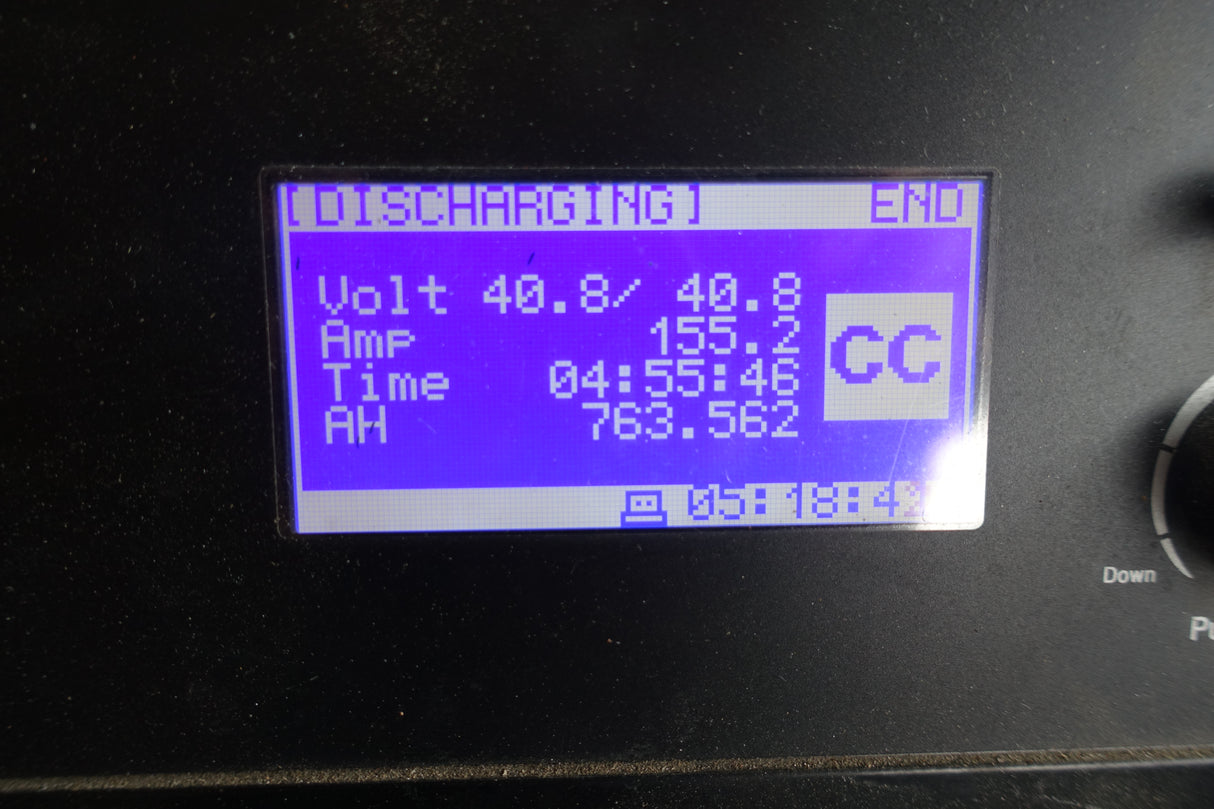 [DISCHARGING] END
Volt 40.8/ 40.8
Amp 155.2
CC
Time 04:55:46
AH 763.562
Down